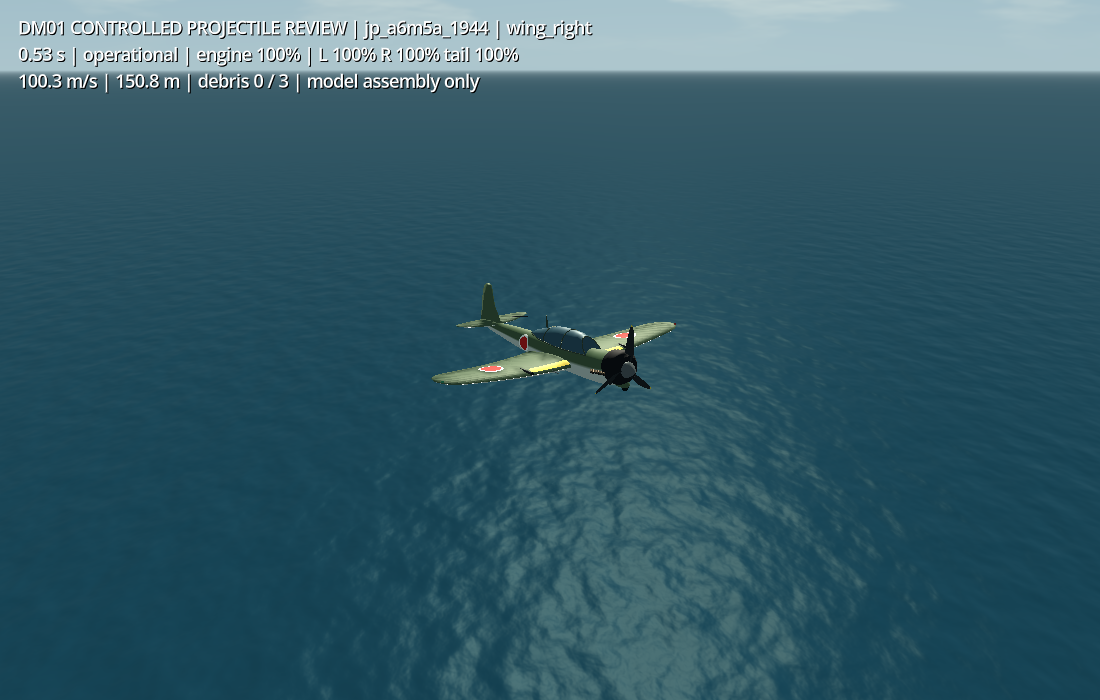 DM01 CONTROLLED PROJECTILE REVIEW | jp_a6m5a_1944 | wing_right
0.53 s | operational | engine 100% | L 100% R 100% tail 100%
100.3 m/s | 150.8 m | debris 0 / 3 | model assembly only